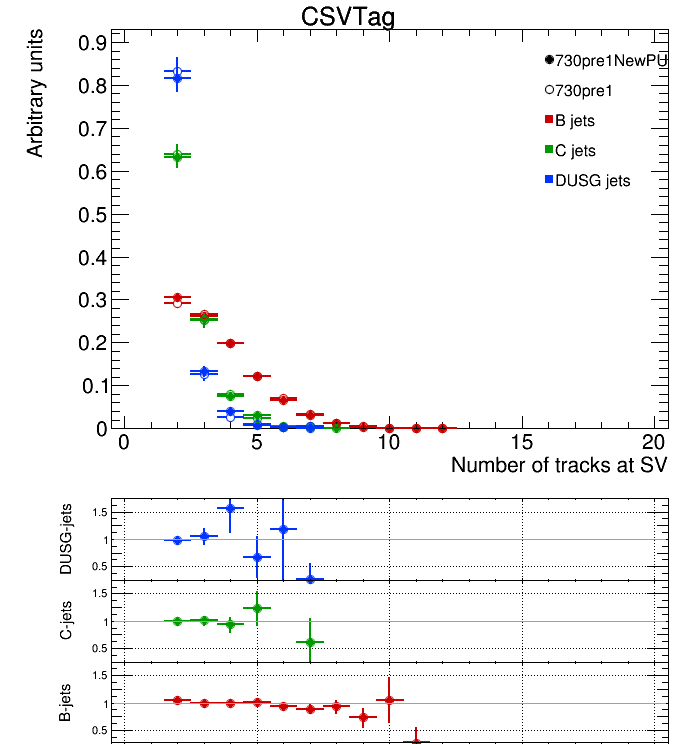 CSVTag
Arbitrary units
0.9
0.8
0.7
0.6
0.5
0.4
0.3
0.2
0.1
0
730pre1NewPU
730pre1
B jets
C jets
DUSG jets
0 5 10 15 20
Number of tracks at SV
DUSG-jets
1.5
1
0.5
C-jets
1.5
1
0.5
B-jets
1.5
1
0.5